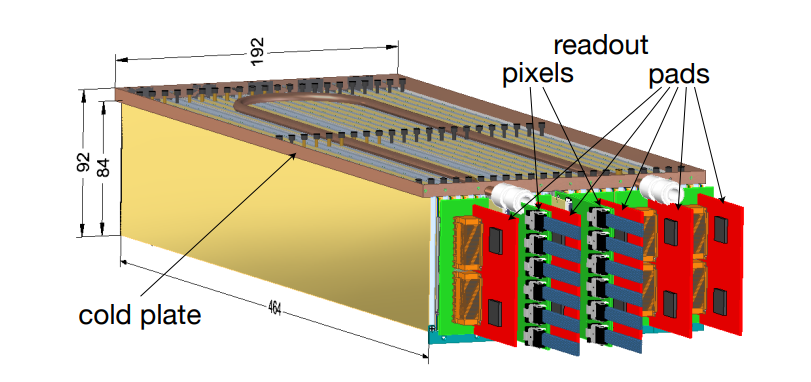 192
readout
pixels pads
92
84
464
cold plate